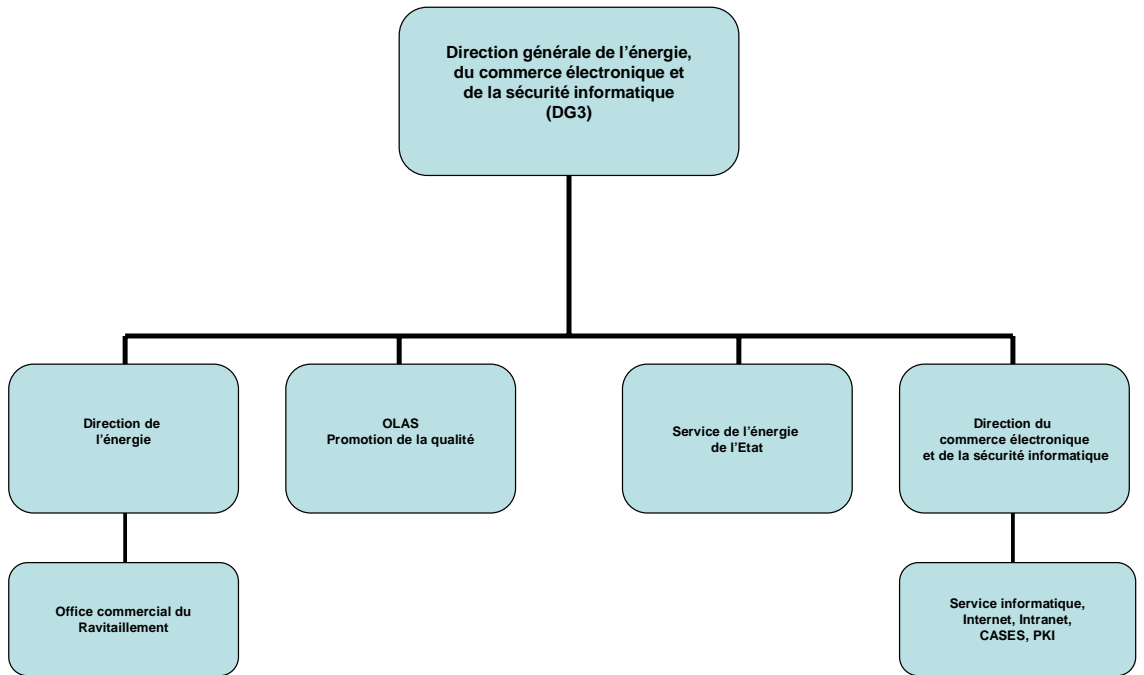 Direction générale de l’énergie,
du commerce électronique et
de la sécurité informatique
(DG3)
Direction de
l’énergie
OLAS
Promotion de la qualité
Service de l’énergie
de l’Etat
Direction du
commerce électronique
et de la sécurité informatique
Office commercial du
Ravitaillement
Service informatique,
Internet, Intranet,
CASES, PKI